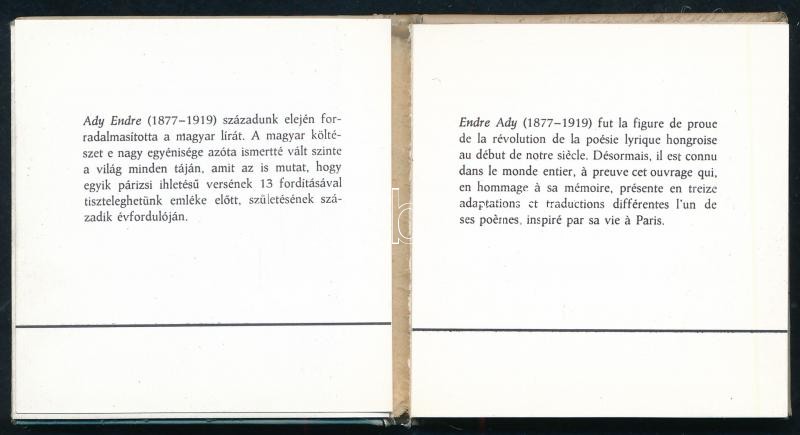 Ady Endre (1877–1919) századunk elején for-
radalmasította a magyar lírát. A magyar költé-
szet e nagy egyénisége azóta ismertté vált szinte
a világ minden táján, amit az is mutat, hogy
egyik párizsi ihletésű versének 13 fordításával
tiszteleghetünk emléke előtt, születésének szá-
zadik évfordulóján.
Endre Ady (1877–1919) fut la figure de proue
de la révolution de la poésie lyrique hongroise
au début de notre siècle. Désormais, il est connu
dans le monde entier, à preuve cet ouvrage qui,
en hommage à sa mémoire, présente en treize
adaptations et traductions différentes l'un de
ses poèmes, inspiré par sa vie à Paris.